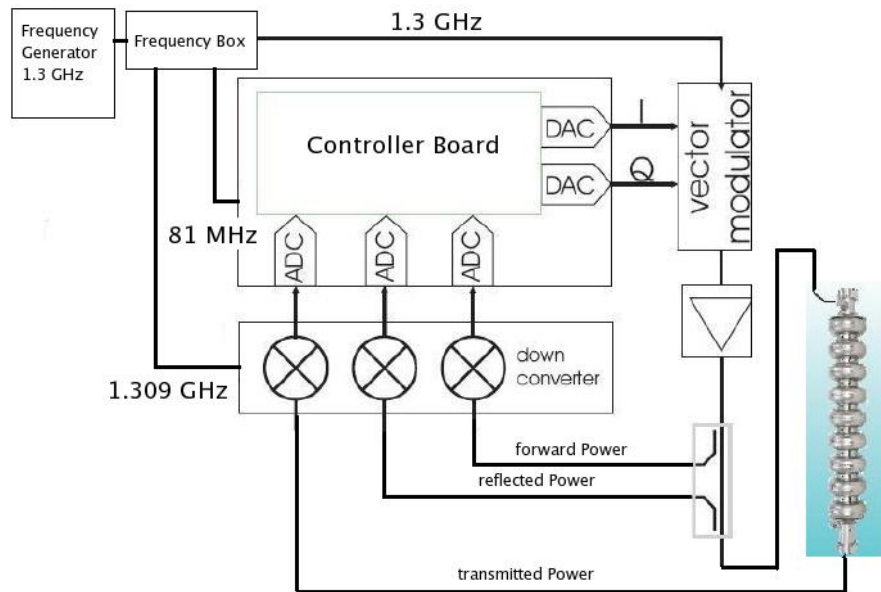 Frequency
Generator
1.3 GHz
Frequency Box
1.3 GHz
Controller Board
DAC
I
DAC
Q
vector
modulator
81 MHz
ADC
ADC
ADC
down
converter
1.309 GHz
forward Power
reflected Power
transmitted Power